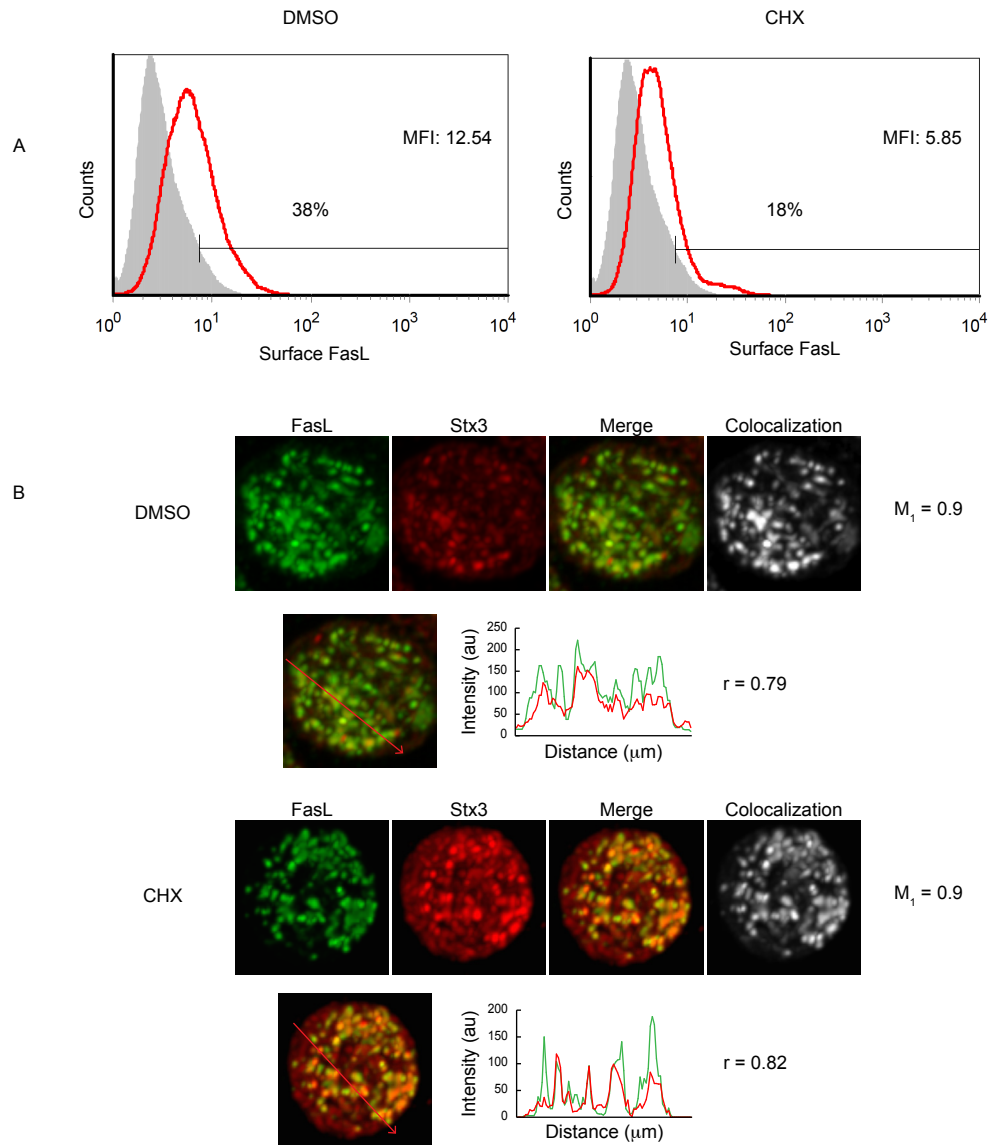 DMSO
CHX
A
Counts
MFI: 12.54
38%
10⁰ 10¹ 10² 10³ 10⁴
Surface FasL
Counts
MFI: 5.85
18%
10⁰ 10¹ 10² 10³ 10⁴
Surface FasL
B
FasL Stx3 Merge Colocalization
DMSO
M₁ = 0.9
Intensity (au)
250
200
150
100
50
0
Distance (μm)
r = 0.79
FasL Stx3 Merge Colocalization
CHX
M₁ = 0.9
Intensity (au)
200
150
100
50
0
Distance (μm)
r = 0.82